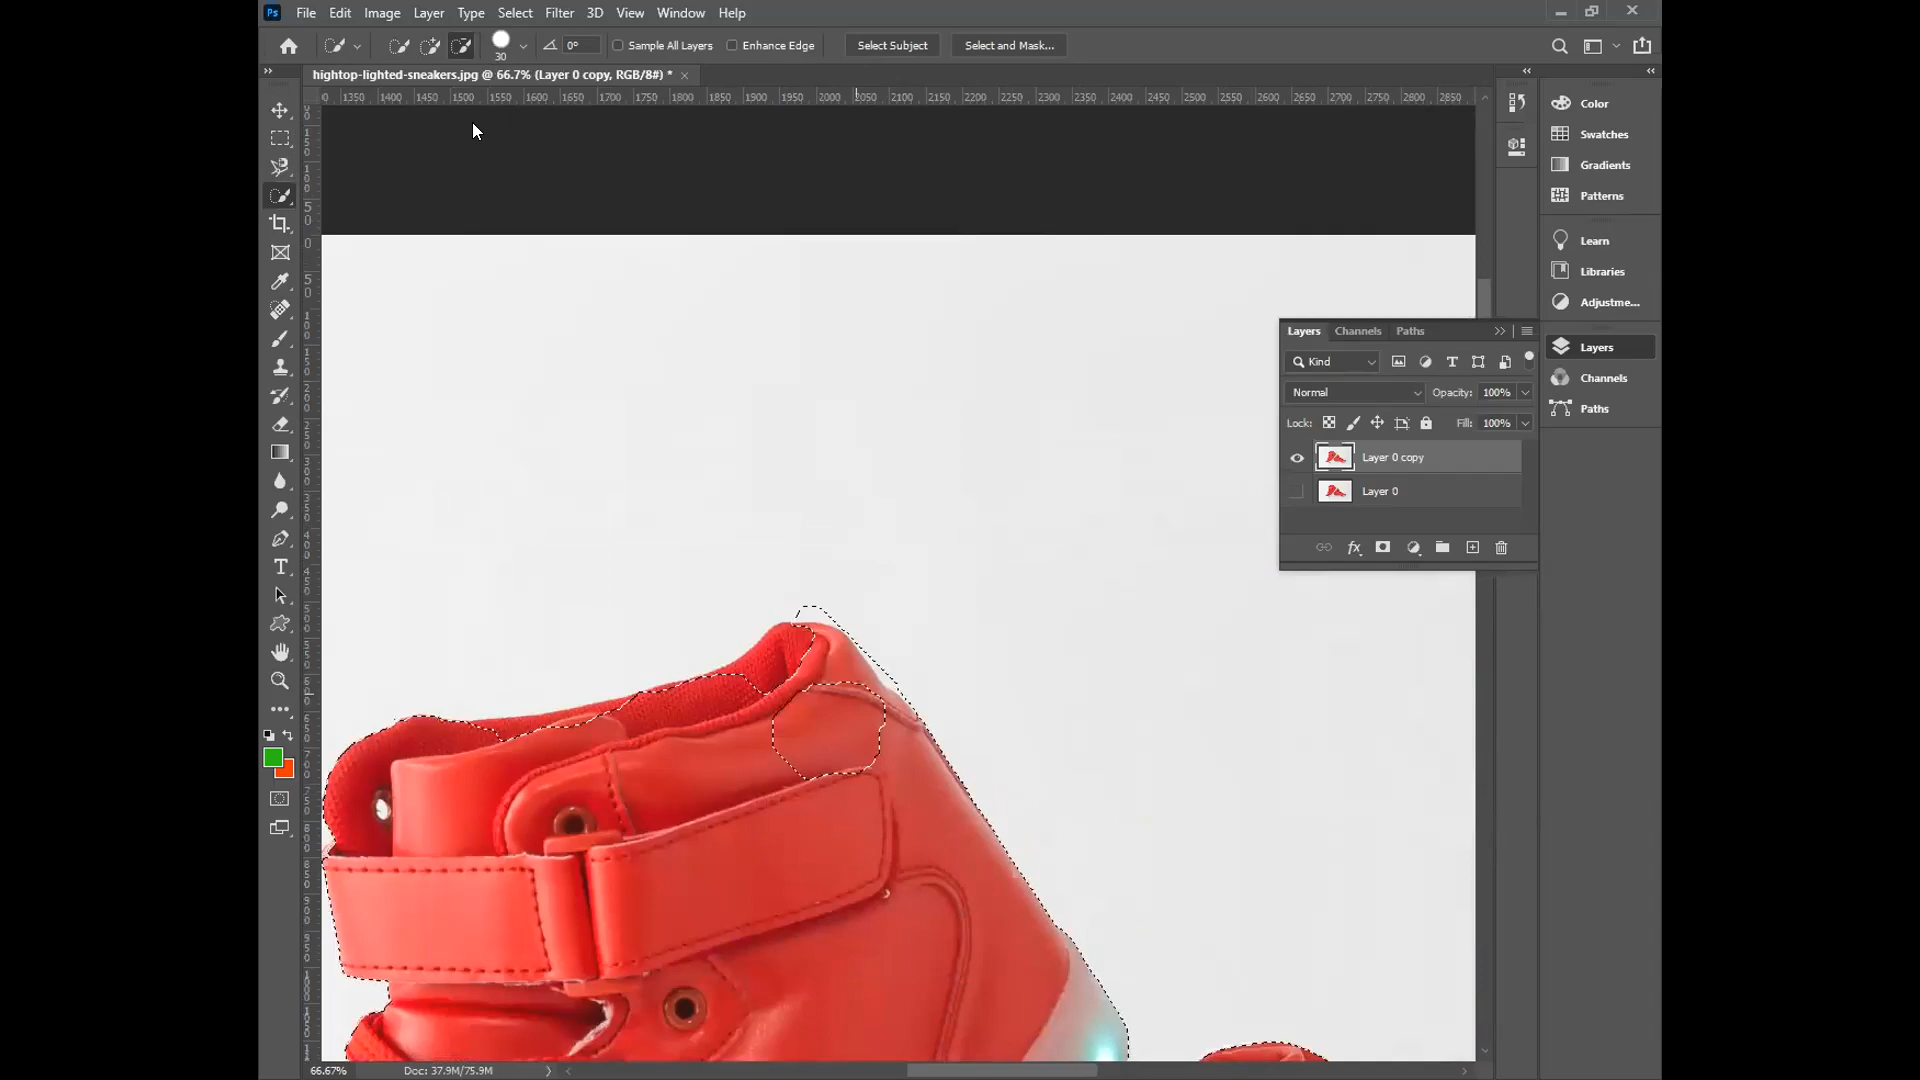 Ps File Edit Image Layer Type Select Filter 3D View Window Help
30 0° Sample All Layers Enhance Edge Select Subject Select and Mask...
hightop-lighted-sneakers.jpg @ 66.7% (Layer 0 copy, RGB/8#) *
1350 1400 1450 1500 1550 1600 1650 1700 1750 1800 1850 1900 1950 2000 2050 2100 2150 2200 2250 2300 2350 2400 2450 2500 2550 2600 2650 2700 2750 2800 2850
Color
Swatches
Gradients
Patterns
Learn
Libraries
Adjustme...
Layers
Channels
Paths
Layers Channels Paths
Kind
Normal Opacity: 100%
Lock: Fill: 100%
Layer 0 copy
Layer 0
fx
66.67% Doc: 37.9M/75.9M